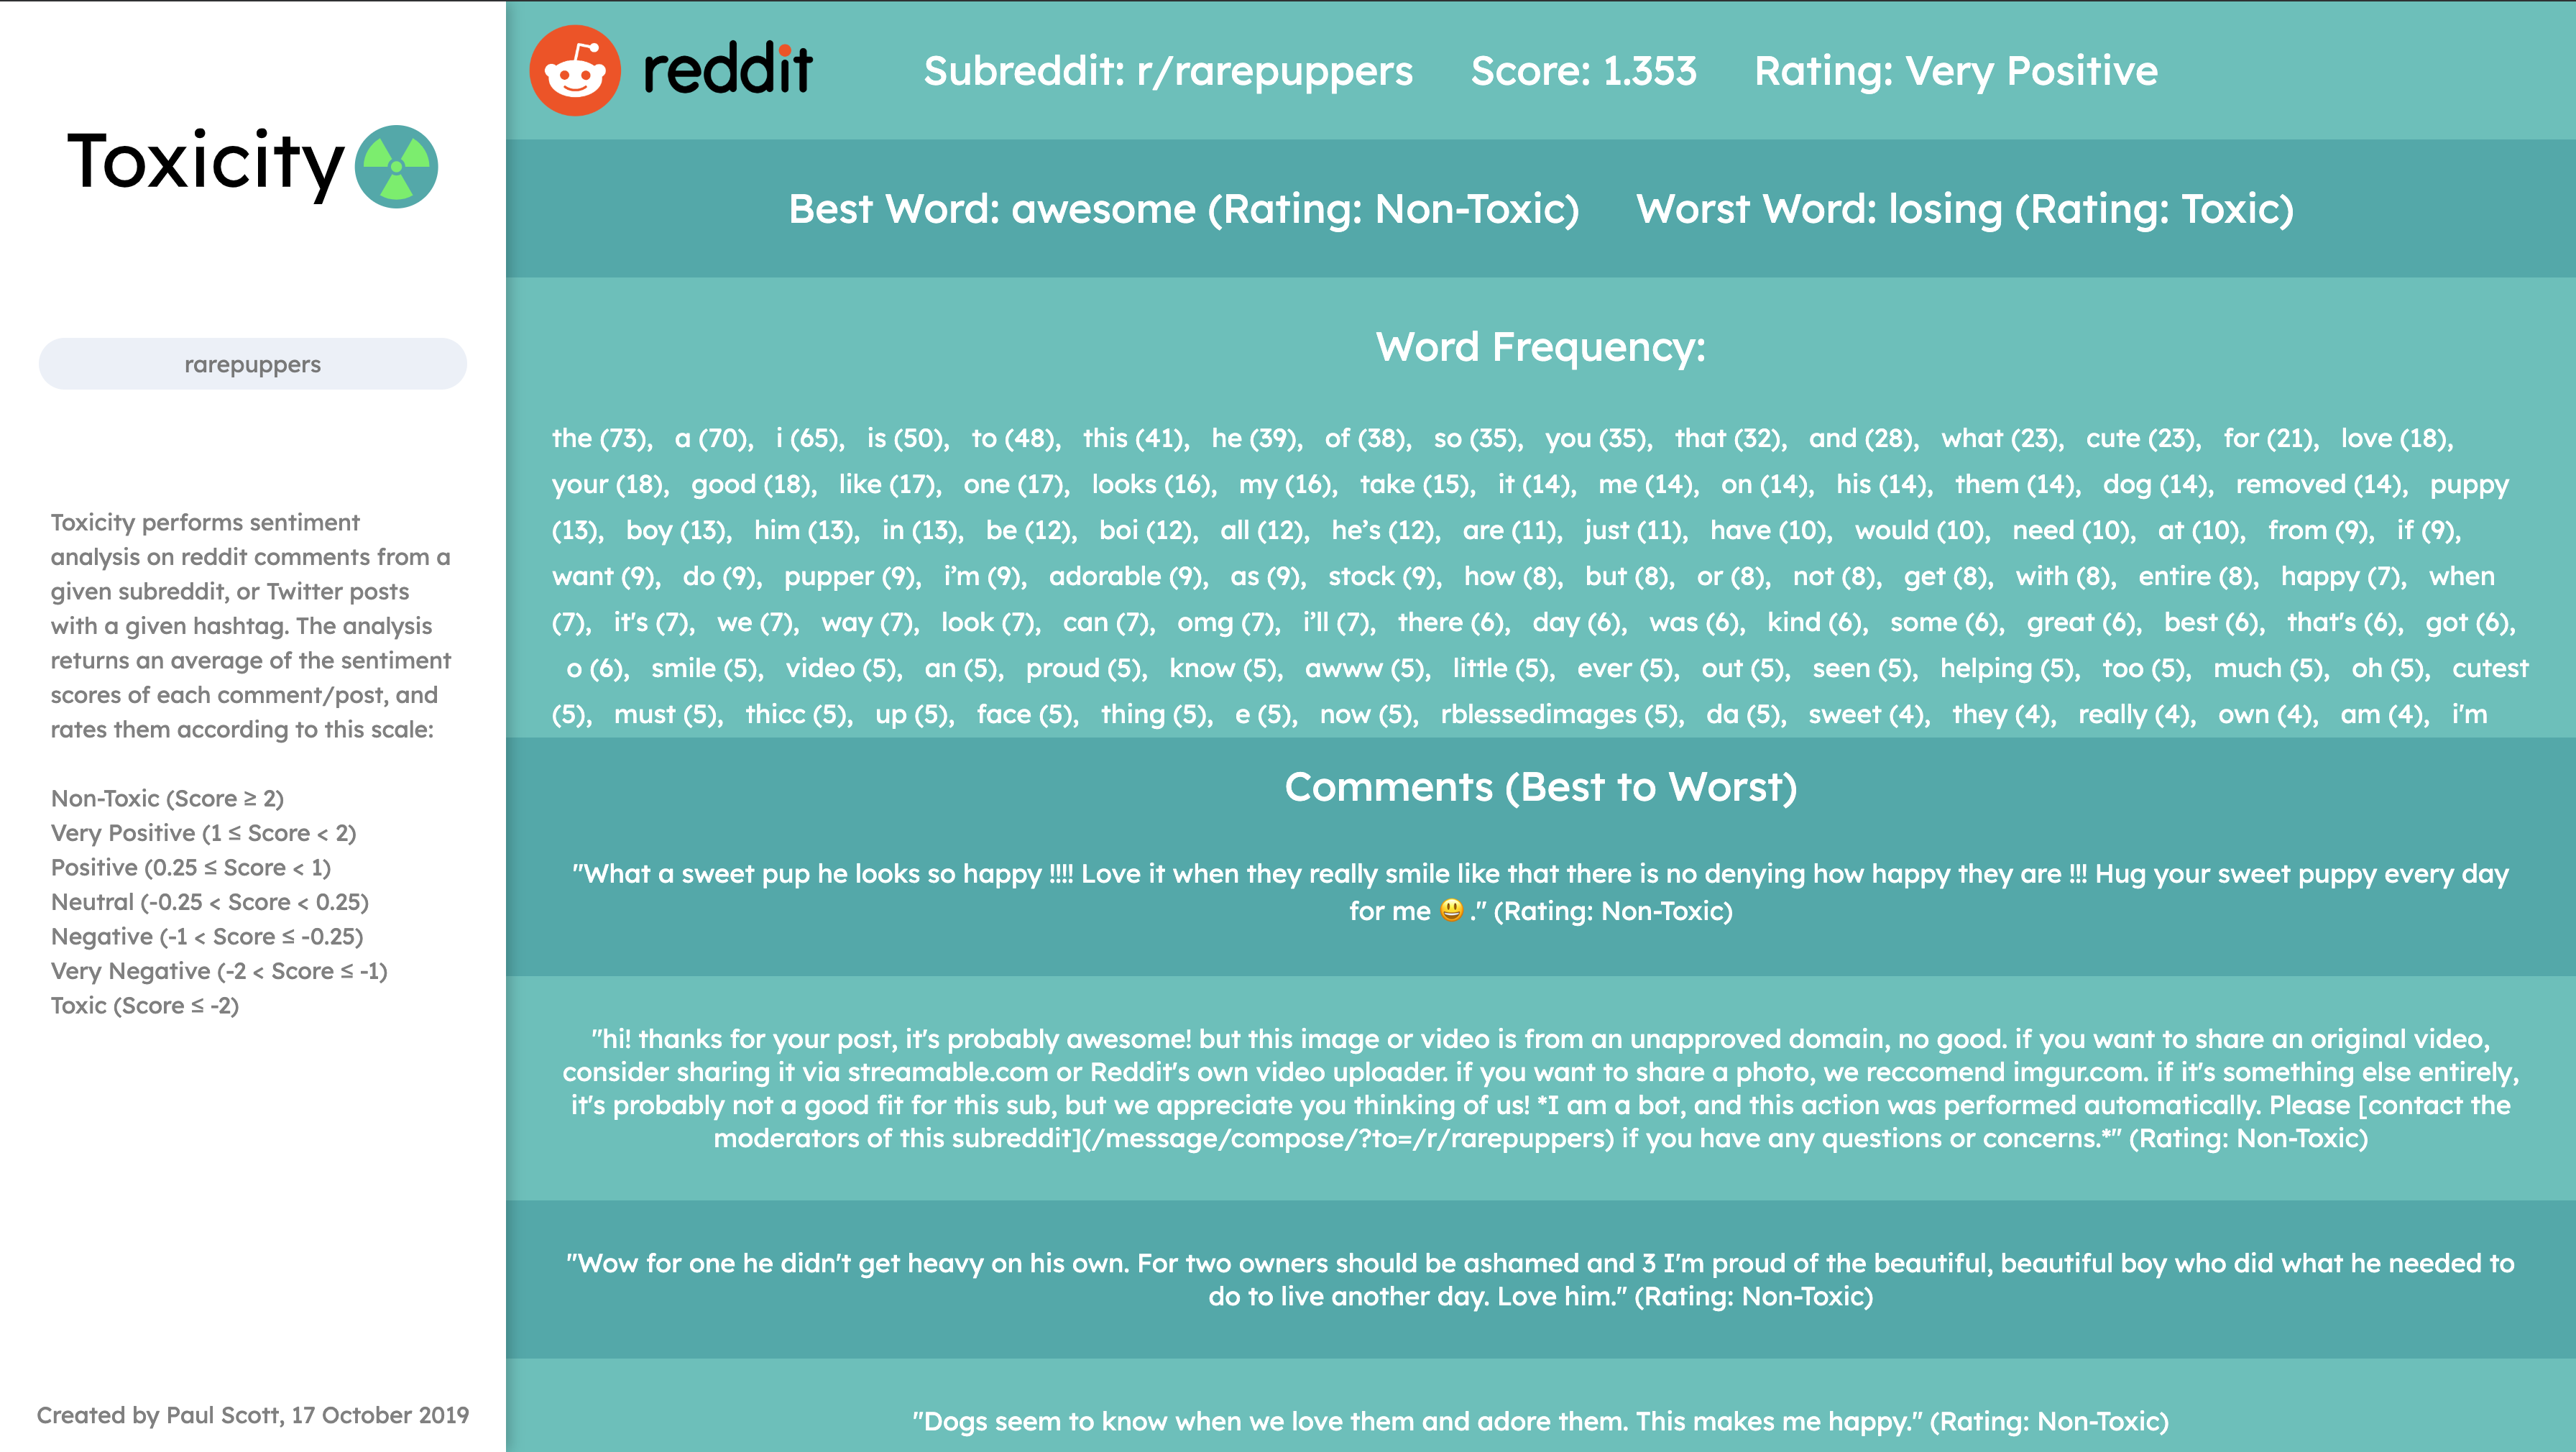 Toxicity
rarepuppers
Toxicity performs sentiment
analysis on reddit comments from a
given subreddit, or Twitter posts
with a given hashtag. The analysis
returns an average of the sentiment
scores of each comment/post, and
rates them according to this scale:
Non-Toxic (Score ≥ 2)
Very Positive (1 ≤ Score < 2)
Positive (0.25 ≤ Score < 1)
Neutral (-0.25 < Score < 0.25)
Negative (-1 < Score ≤ -0.25)
Very Negative (-2 < Score ≤ -1)
Toxic (Score ≤ -2)
Created by Paul Scott, 17 October 2019
reddit
Subreddit: r/rarepuppers Score: 1.353 Rating: Very Positive
Best Word: awesome (Rating: Non-Toxic) Worst Word: losing (Rating: Toxic)
Word Frequency:
the (73), a (70), i (65), is (50), to (48), this (41), he (39), of (38), so (35), you (35), that (32), and (28), what (23), cute (23), for (21), love (18),
your (18), good (18), like (17), one (17), looks (16), my (16), take (15), it (14), me (14), on (14), his (14), them (14), dog (14), removed (14), puppy
(13), boy (13), him (13), in (13), be (12), boi (12), all (12), he’s (12), are (11), just (11), have (10), would (10), need (10), at (10), from (9), if (9),
want (9), do (9), pupper (9), i’m (9), adorable (9), as (9), stock (9), how (8), but (8), or (8), not (8), get (8), with (8), entire (8), happy (7), when
(7), it's (7), we (7), way (7), look (7), can (7), omg (7), i’ll (7), there (6), day (6), was (6), kind (6), some (6), great (6), best (6), that's (6), got (6),
o (6), smile (5), video (5), an (5), proud (5), know (5), awww (5), little (5), ever (5), out (5), seen (5), helping (5), too (5), much (5), oh (5), cutest
(5), must (5), thicc (5), up (5), face (5), thing (5), e (5), now (5), rblessedimages (5), da (5), sweet (4), they (4), really (4), own (4), am (4), i'm
Comments (Best to Worst)
"What a sweet pup he looks so happy !!!! Love it when they really smile like that there is no denying how happy they are !!! Hug your sweet puppy every day
for me 😃 ." (Rating: Non-Toxic)
"hi! thanks for your post, it's probably awesome! but this image or video is from an unapproved domain, no good. if you want to share an original video,
consider sharing it via streamable.com or Reddit's own video uploader. if you want to share a photo, we reccomend imgur.com. if it's something else entirely,
it's probably not a good fit for this sub, but we appreciate you thinking of us! *I am a bot, and this action was performed automatically. Please [contact the
moderators of this subreddit](/message/compose/?to=/r/rarepuppers) if you have any questions or concerns.*" (Rating: Non-Toxic)
"Wow for one he didn't get heavy on his own. For two owners should be ashamed and 3 I'm proud of the beautiful, beautiful boy who did what he needed to
do to live another day. Love him." (Rating: Non-Toxic)
"Dogs seem to know when we love them and adore them. This makes me happy." (Rating: Non-Toxic)